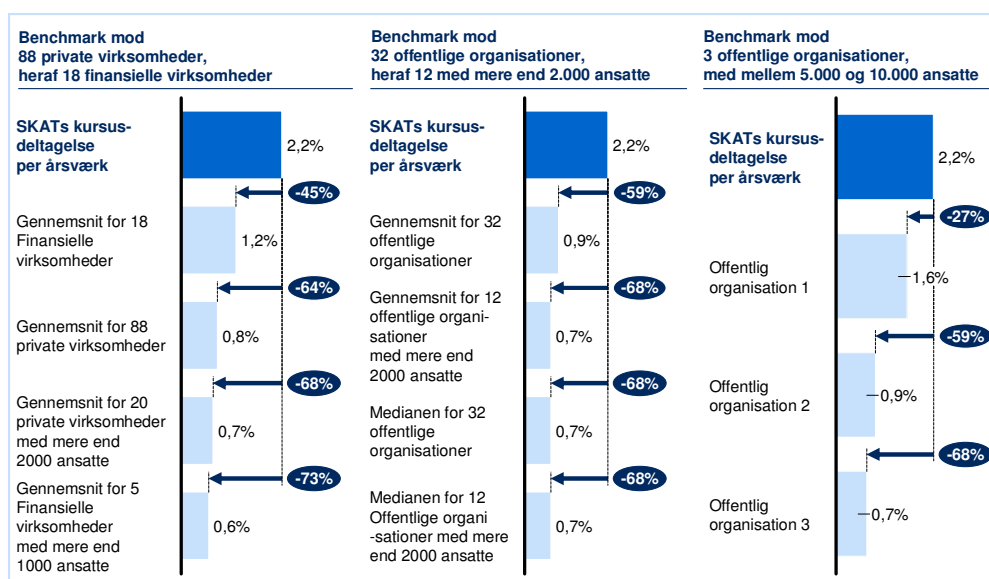 Benchmark mod
88 private virksomheder,
heraf 18 finansielle virksomheder
SKATs kursus-
deltagelse
per årsværk
2,2%
-45%
Gennemsnit for 18
Finansielle
virksomheder
1,2%
-64%
Gennemsnit for 88
private virksomheder
0,8%
-68%
Gennemsnit for 20
private virksomheder
med mere end
2000 ansatte
0,7%
-73%
Gennemsnit for 5
Finansielle
virksomheder
med mere end
1000 ansatte
0,6%
Benchmark mod
32 offentlige organisationer,
heraf 12 med mere end 2.000 ansatte
SKATs kursus-
deltagelse
per årsværk
2,2%
-59%
Gennemsnit for 32
offentlige
organisationer
0,9%
-68%
Gennemsnit for 12
offentlige organi-
sationer
med mere end
2000 ansatte
0,7%
-68%
Medianen for 32
offentlige
organisationer
0,7%
-68%
Medianen for 12
Offentlige organi
-sationer med mere
end 2000 ansatte
0,7%
Benchmark mod
3 offentlige organisationer,
med mellem 5.000 og 10.000 ansatte
SKATs kursus-
deltagelse
per årsværk
2,2%
-27%
Offentlig
organisation 1
1,6%
-59%
Offentlig
organisation 2
0,9%
-68%
Offentlig
organisation 3
0,7%